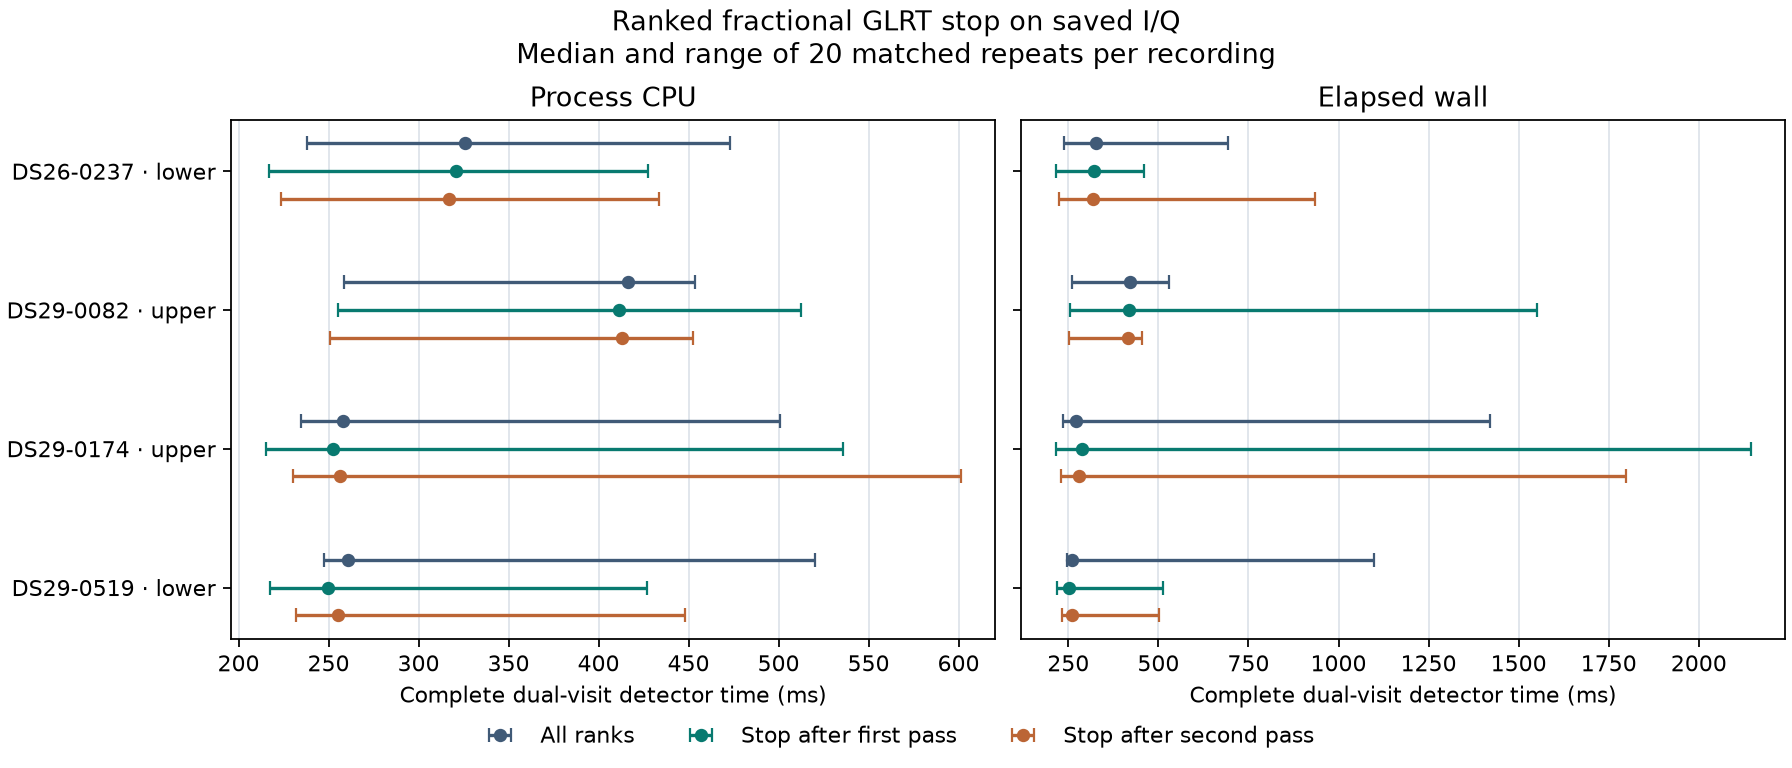 Ranked fractional GLRT stop on saved I/Q
Median and range of 20 matched repeats per recording
Process CPU
Elapsed wall
DS26-0237 · lower
DS29-0082 · upper
DS29-0174 · upper
DS29-0519 · lower
200 250 300 350 400 450 500 550 600
250 500 750 1000 1250 1500 1750 2000
Complete dual-visit detector time (ms)
Complete dual-visit detector time (ms)
All ranks
Stop after first pass
Stop after second pass